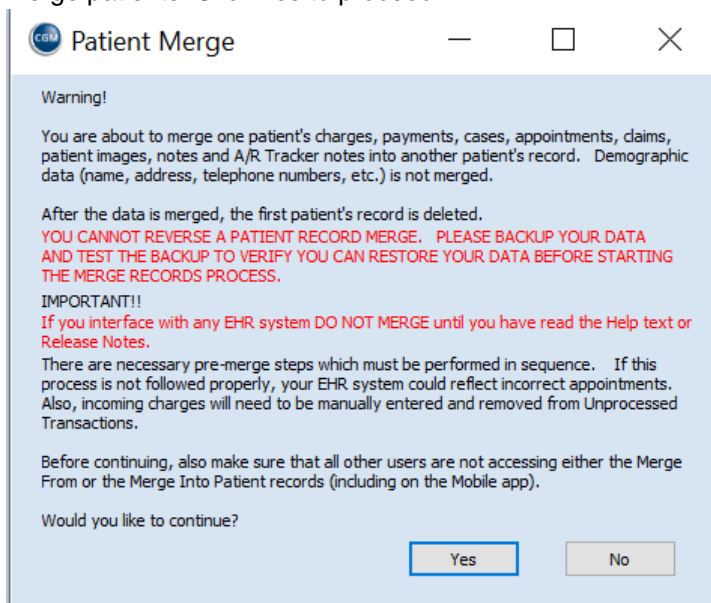 CGM Patient Merge
Warning!
You are about to merge one patient's charges, payments, cases, appointments, claims,
patient images, notes and A/R Tracker notes into another patient's record. Demographic
data (name, address, telephone numbers, etc.) is not merged.
After the data is merged, the first patient's record is deleted.
YOU CANNOT REVERSE A PATIENT RECORD MERGE. PLEASE BACKUP YOUR DATA
AND TEST THE BACKUP TO VERIFY YOU CAN RESTORE YOUR DATA BEFORE STARTING
THE MERGE RECORDS PROCESS.
IMPORTANT!!
If you interface with any EHR system DO NOT MERGE until you have read the Help text or
Release Notes.
There are necessary pre-merge steps which must be performed in sequence. If this
process is not followed properly, your EHR system could reflect incorrect appointments.
Also, incoming charges will need to be manually entered and removed from Unprocessed
Transactions.
Before continuing, also make sure that all other users are not accessing either the Merge
From or the Merge Into Patient records (including on the Mobile app).
Would you like to continue?
Yes No